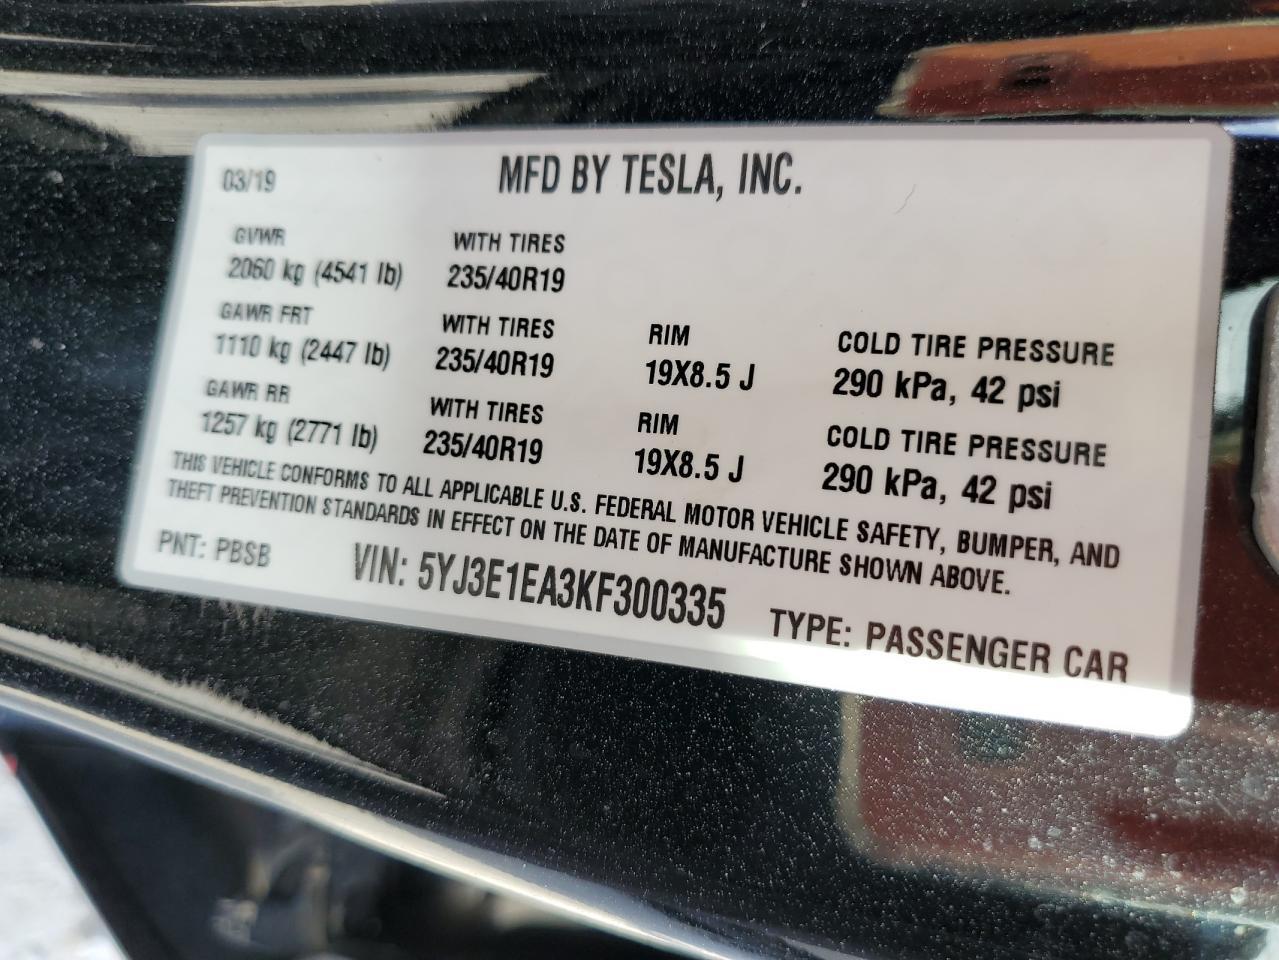 03/19 MFD BY TESLA, INC.
GVWR WITH TIRES
2060 kg (4541 lb) 235/40R19
GAWR FRT WITH TIRES RIM COLD TIRE PRESSURE
1110 kg (2447 lb) 235/40R19 19X8.5 J 290 kPa, 42 psi
GAWR RR WITH TIRES RIM COLD TIRE PRESSURE
1257 kg (2771 lb) 235/40R19 19X8.5 J 290 kPa, 42 psi
THIS VEHICLE CONFORMS TO ALL APPLICABLE U.S. FEDERAL MOTOR VEHICLE SAFETY, BUMPER, AND
THEFT PREVENTION STANDARDS IN EFFECT ON THE DATE OF MANUFACTURE SHOWN ABOVE.
PNT: PBSB VIN: 5YJ3E1EA3KF300335 TYPE: PASSENGER CAR